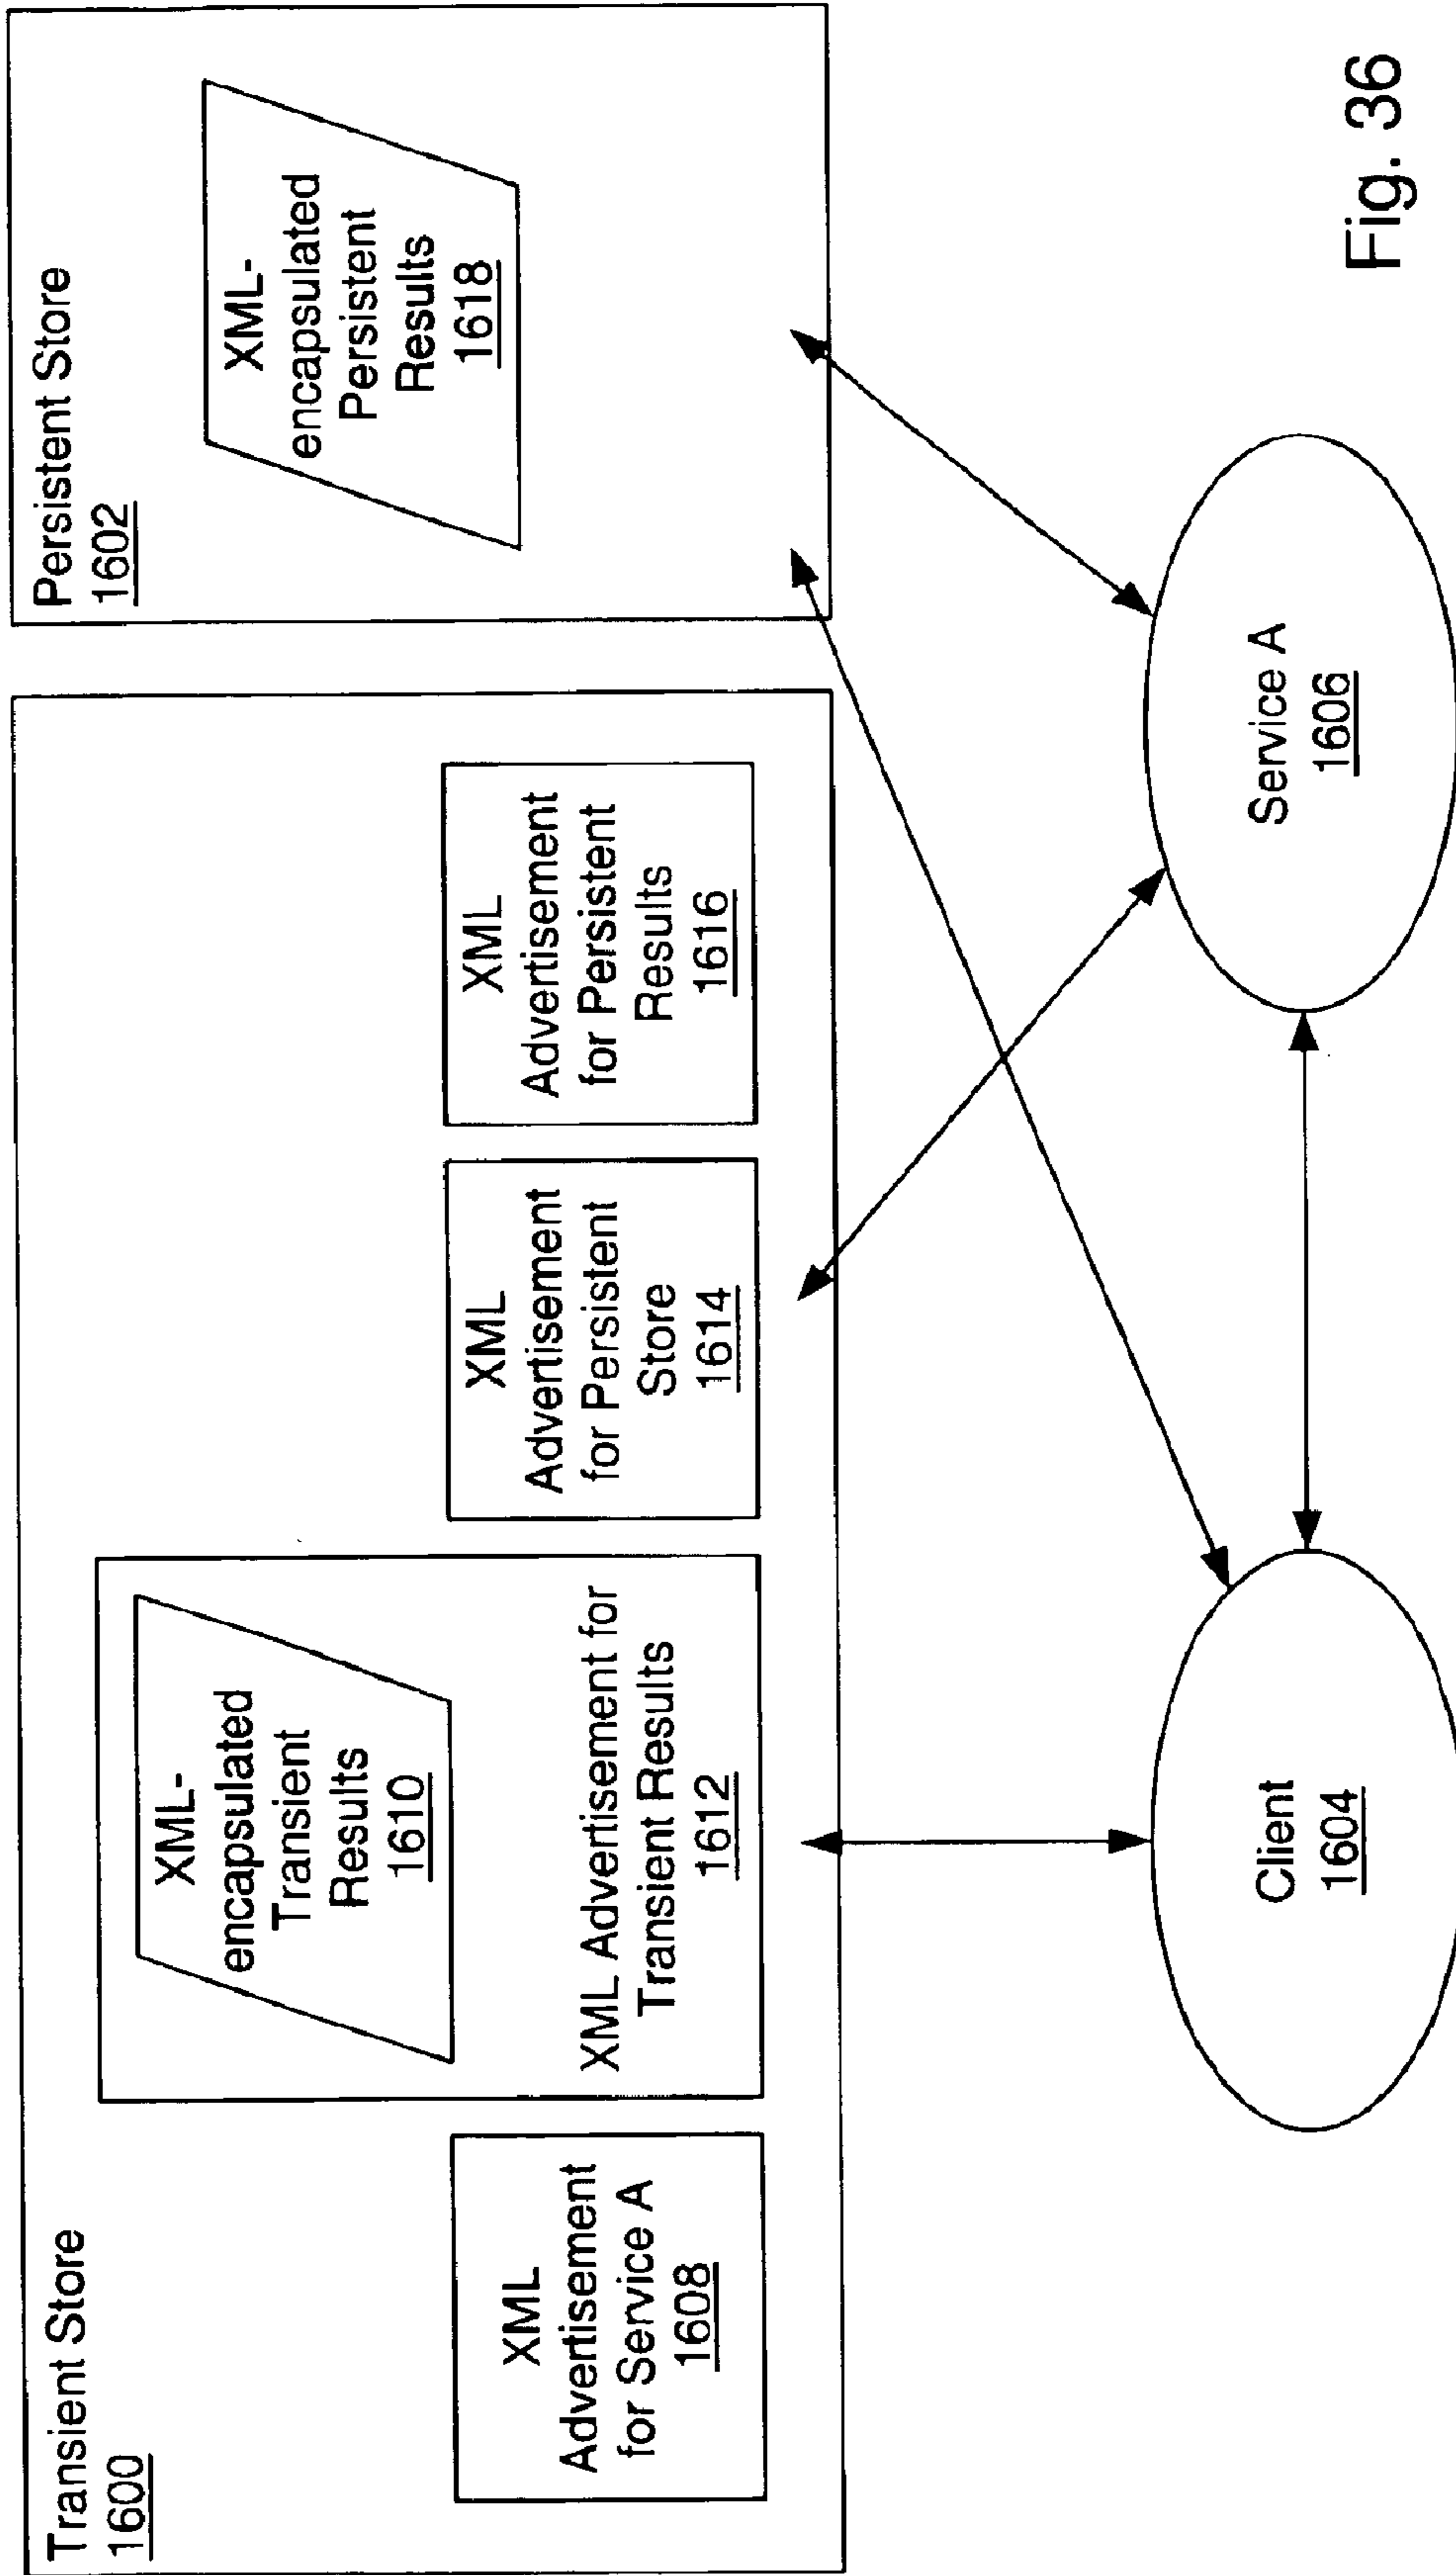 Transient Store
1600
XML
Advertisement
for Service A
1608
XML-
encapsulated
Transient
Results
1610
XML Advertisement for
Transient Results
1612
XML
Advertisement
for Persistent
Store
1614
XML
Advertisement
for Persistent
Results
1616
Persistent Store
1602
XML-
encapsulated
Persistent
Results
1618
Client
1604
Service A
1606
Fig. 36